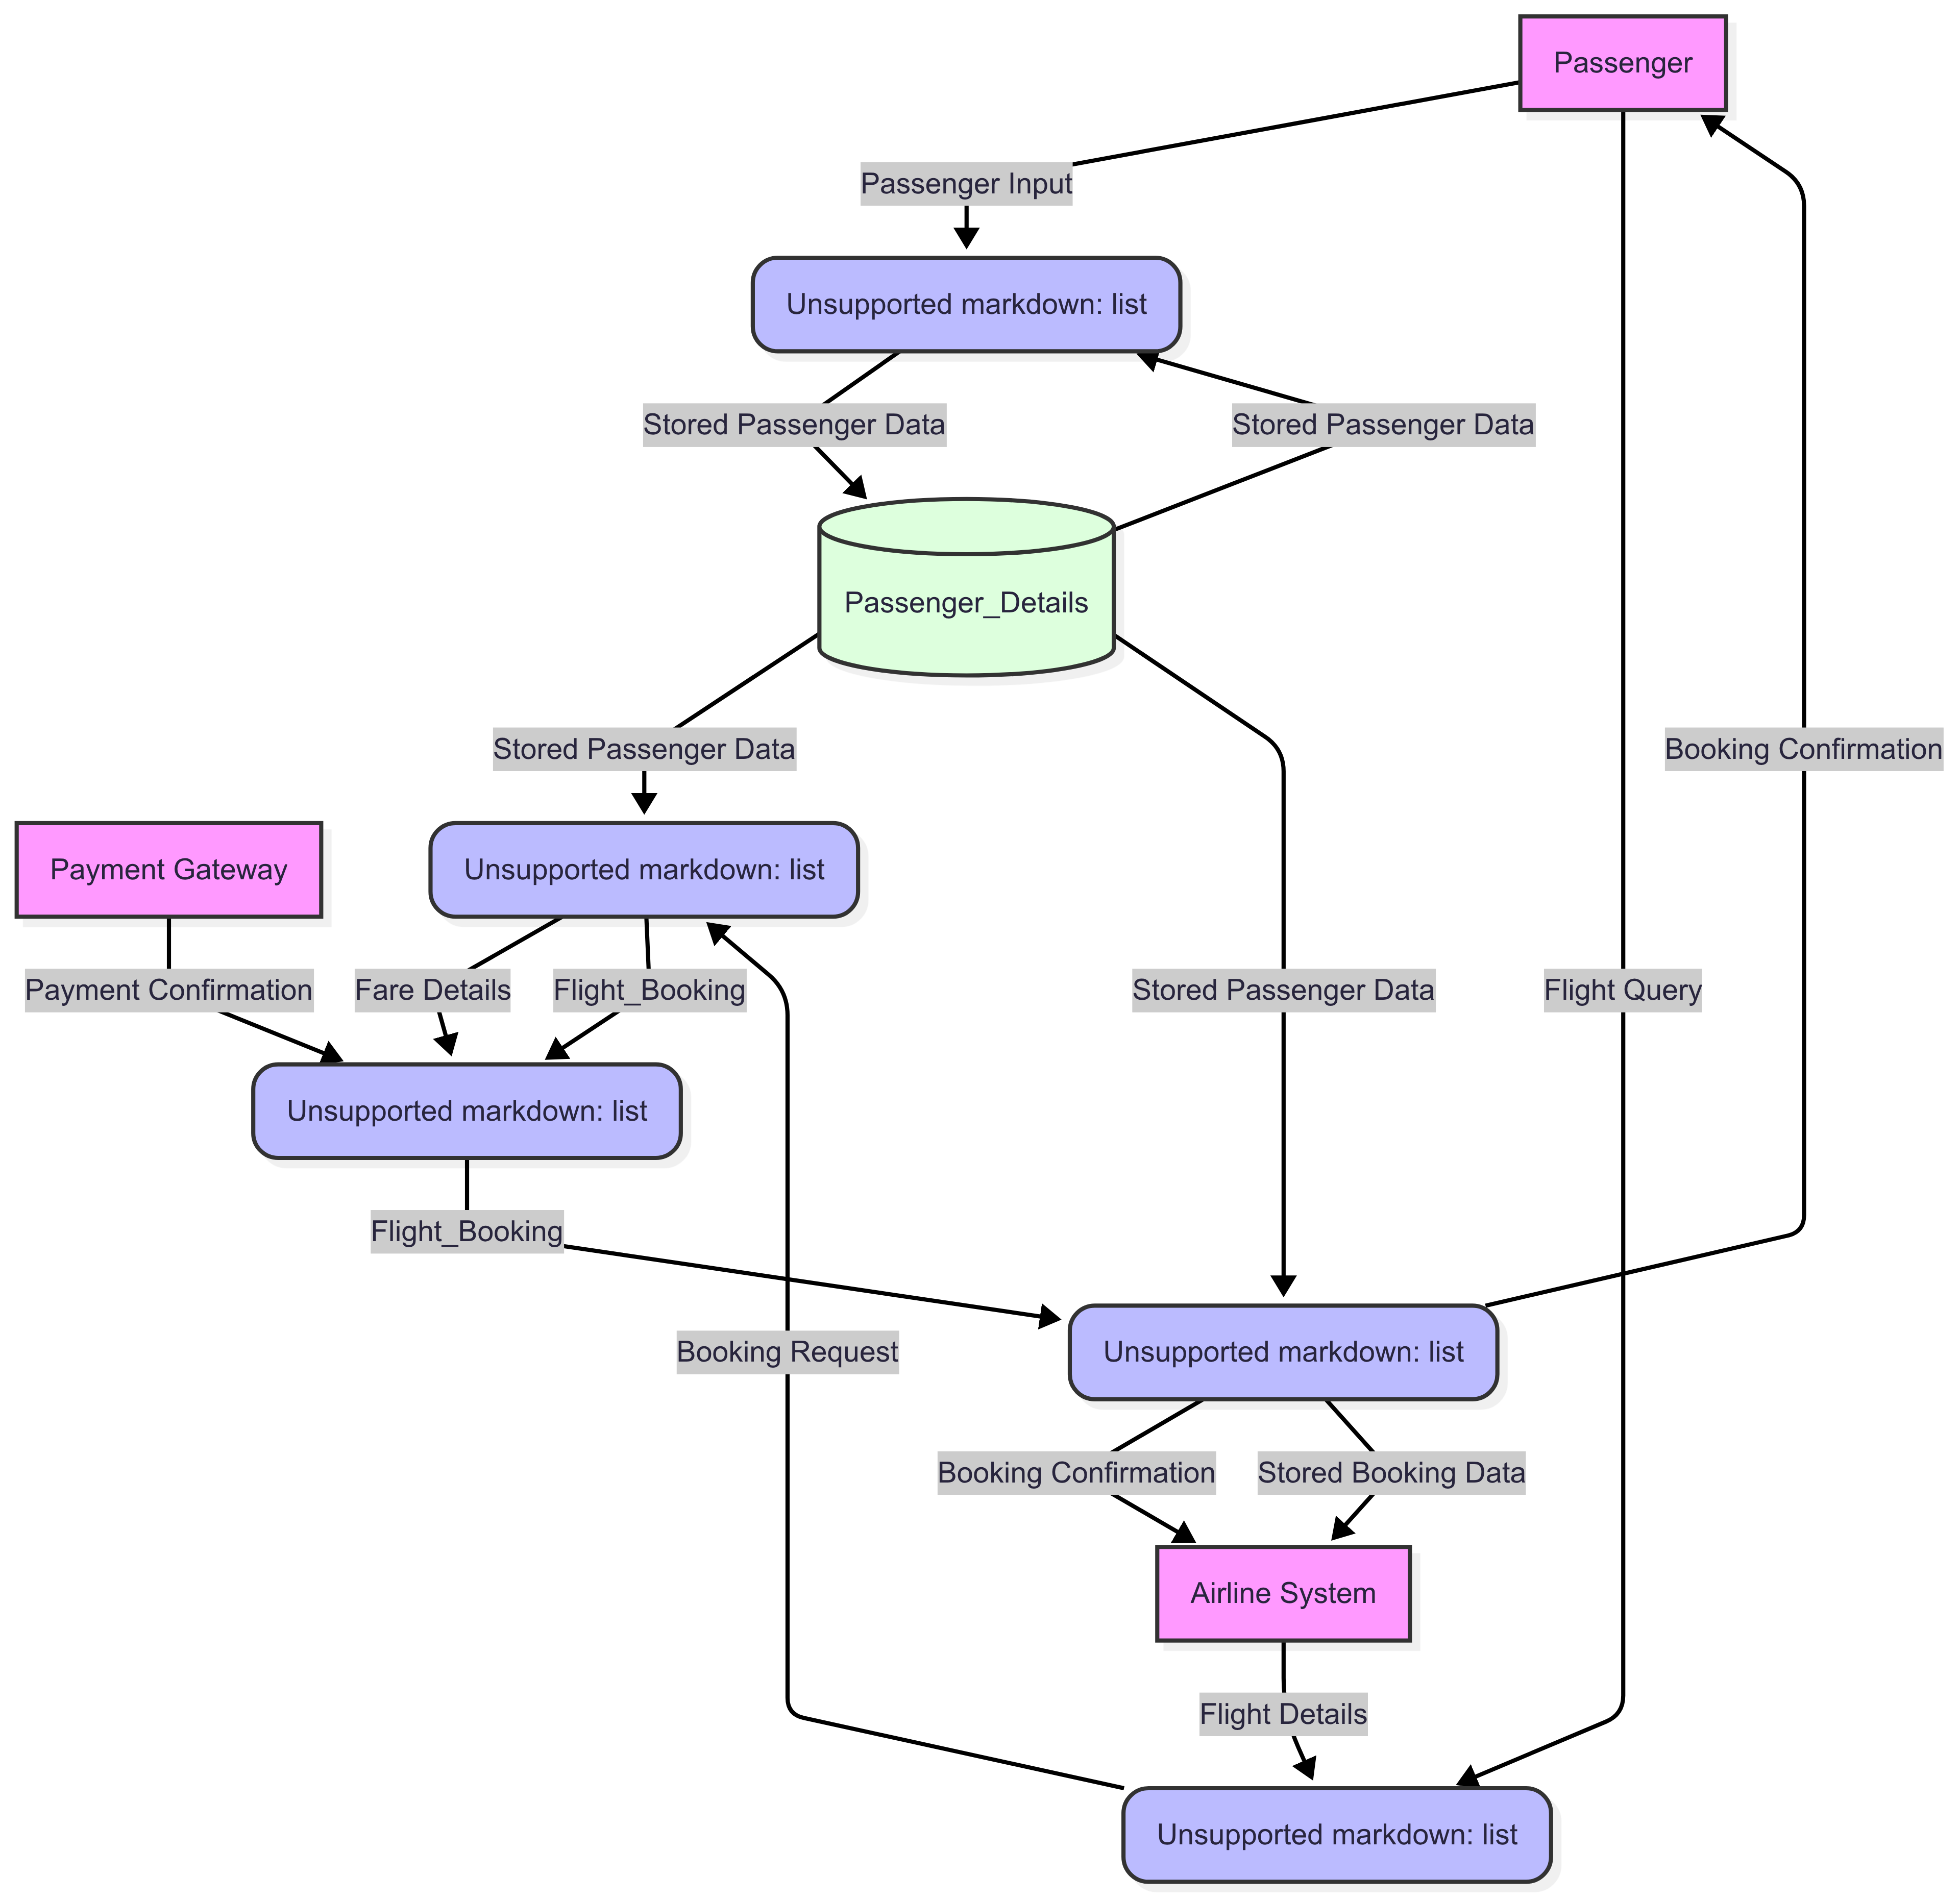 Passenger
Passenger Input
Unsupported markdown: list
Stored Passenger Data
Stored Passenger Data
Passenger_Details
Stored Passenger Data
Booking Confirmation
Payment Gateway
Unsupported markdown: list
Payment Confirmation
Fare Details
Flight_Booking
Stored Passenger Data
Flight Query
Unsupported markdown: list
Flight_Booking
Booking Request
Unsupported markdown: list
Booking Confirmation
Stored Booking Data
Airline System
Flight Details
Unsupported markdown: list